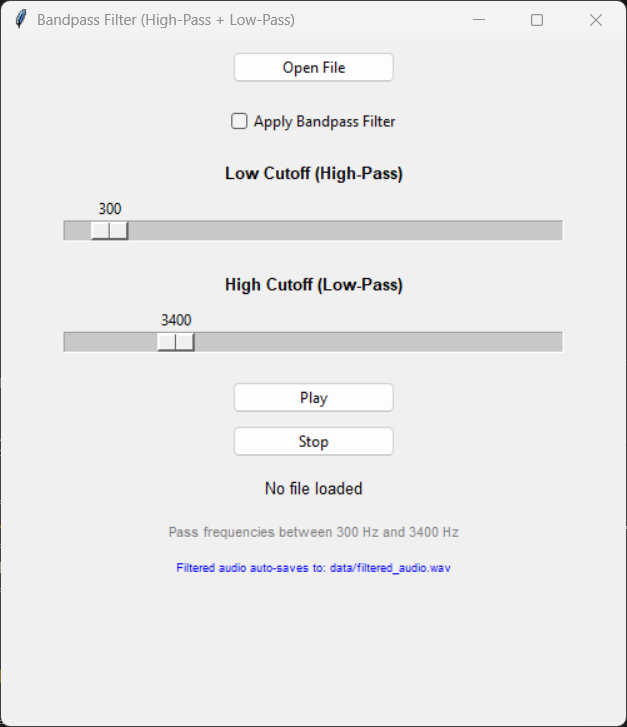 Bandpass Filter (High-Pass + Low-Pass)
Open File
Apply Bandpass Filter
Low Cutoff (High-Pass)
300
High Cutoff (Low-Pass)
3400
Play
Stop
No file loaded
Pass frequencies between 300 Hz and 3400 Hz
Filtered audio auto-saves to: data/filtered_audio.wav